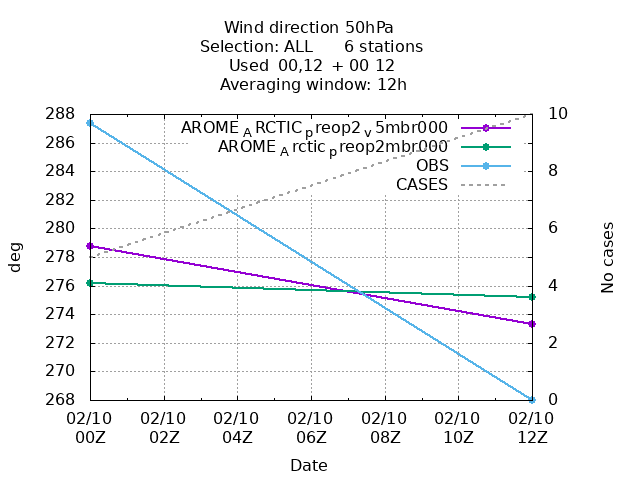 Wind direction 50hPa
Selection: ALL      6 stations
Used  00,12  + 00 12
Averaging window: 12h
288
286
284
282
280
278
276
274
272
270
268
deg
10
8
6
4
2
0
No cases
AROME_ARCTIC_preop2_v5mbr000
AROME_Arctic_preop2mbr000
OBS
CASES
02/10 02/10 02/10 02/10 02/10 02/10 02/10
00Z 02Z 04Z 06Z 08Z 10Z 12Z
Date